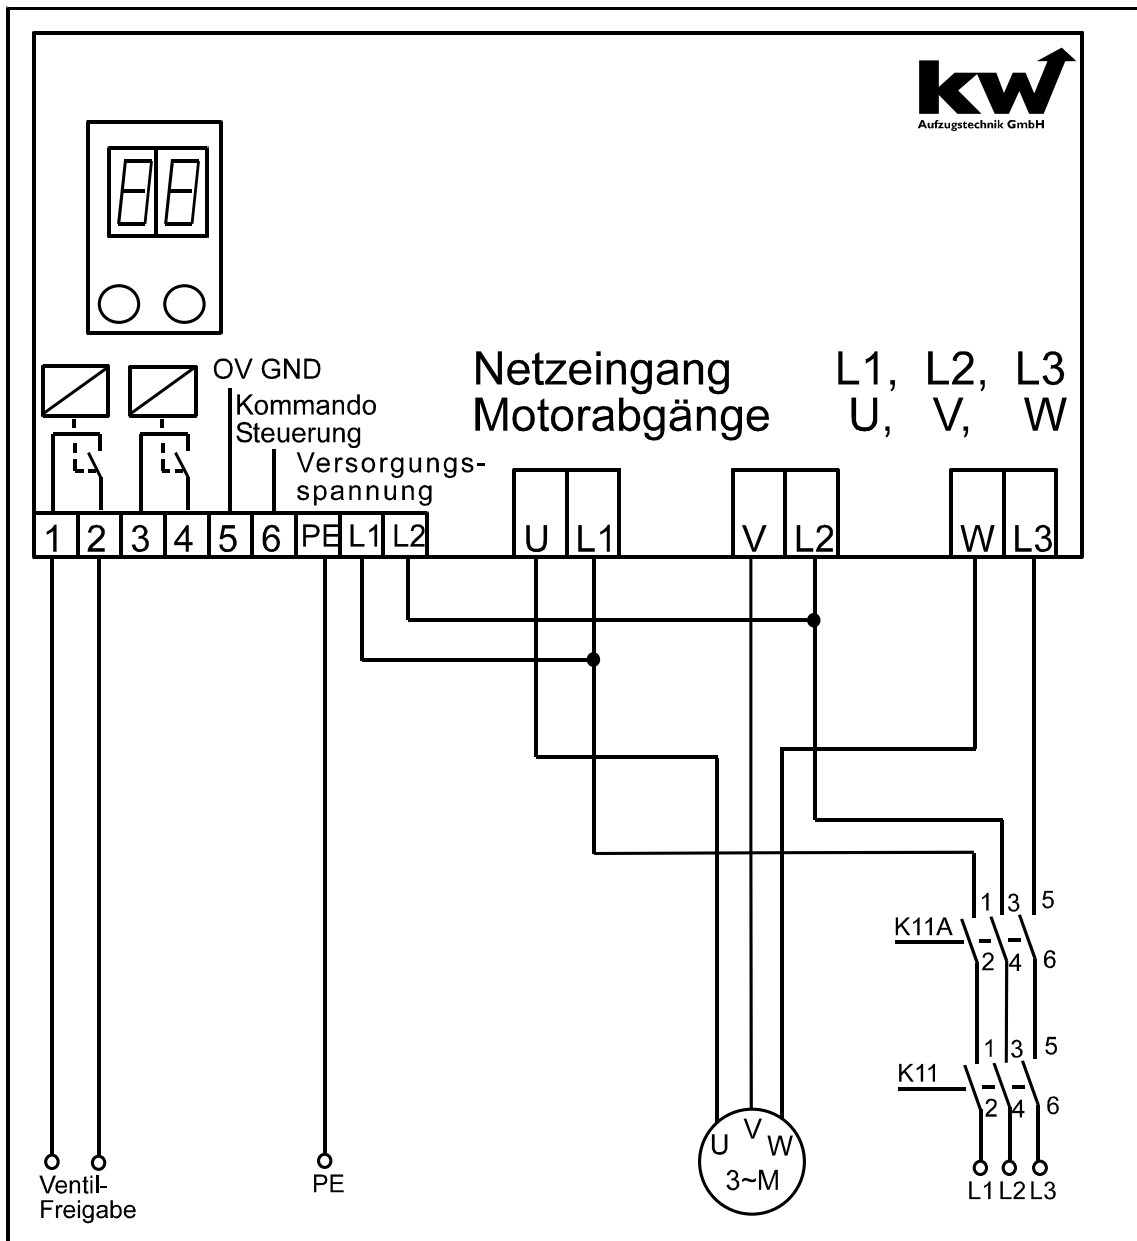 kw
Aufzugstechnik GmbH
OV GND
Kommando
Steuerung
Versorgungs-
spannung
Netzeingang L1, L2, L3
Motorabgänge U, V, W
1 2 3 4 5 6 PE L1 L2 U L1 V L2 W L3
1 3 5
K11A
2 4 6
1 3 5
K11
2 4 6
L1 L2 L3
U V W
3~M
Ventil-
Freigabe
PE